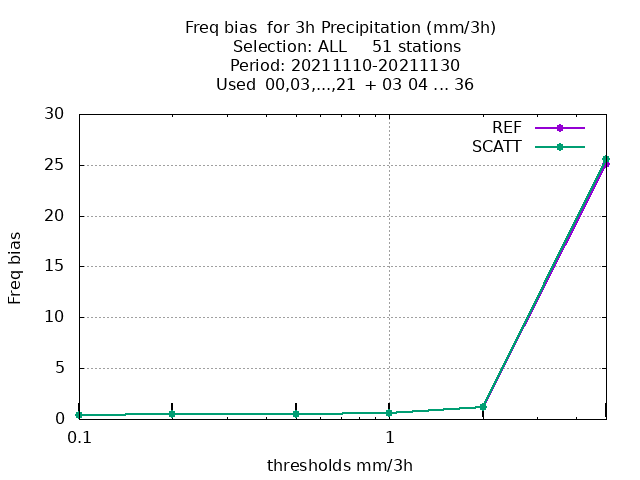 Freq bias  for 3h Precipitation (mm/3h)
Selection: ALL     51 stations
Period: 20211110-20211130
Used  00,03,...,21  + 03 04 ... 36
30
25
20
15
10
5
0
Freq bias
REF
SCATT
0.1
1
thresholds mm/3h